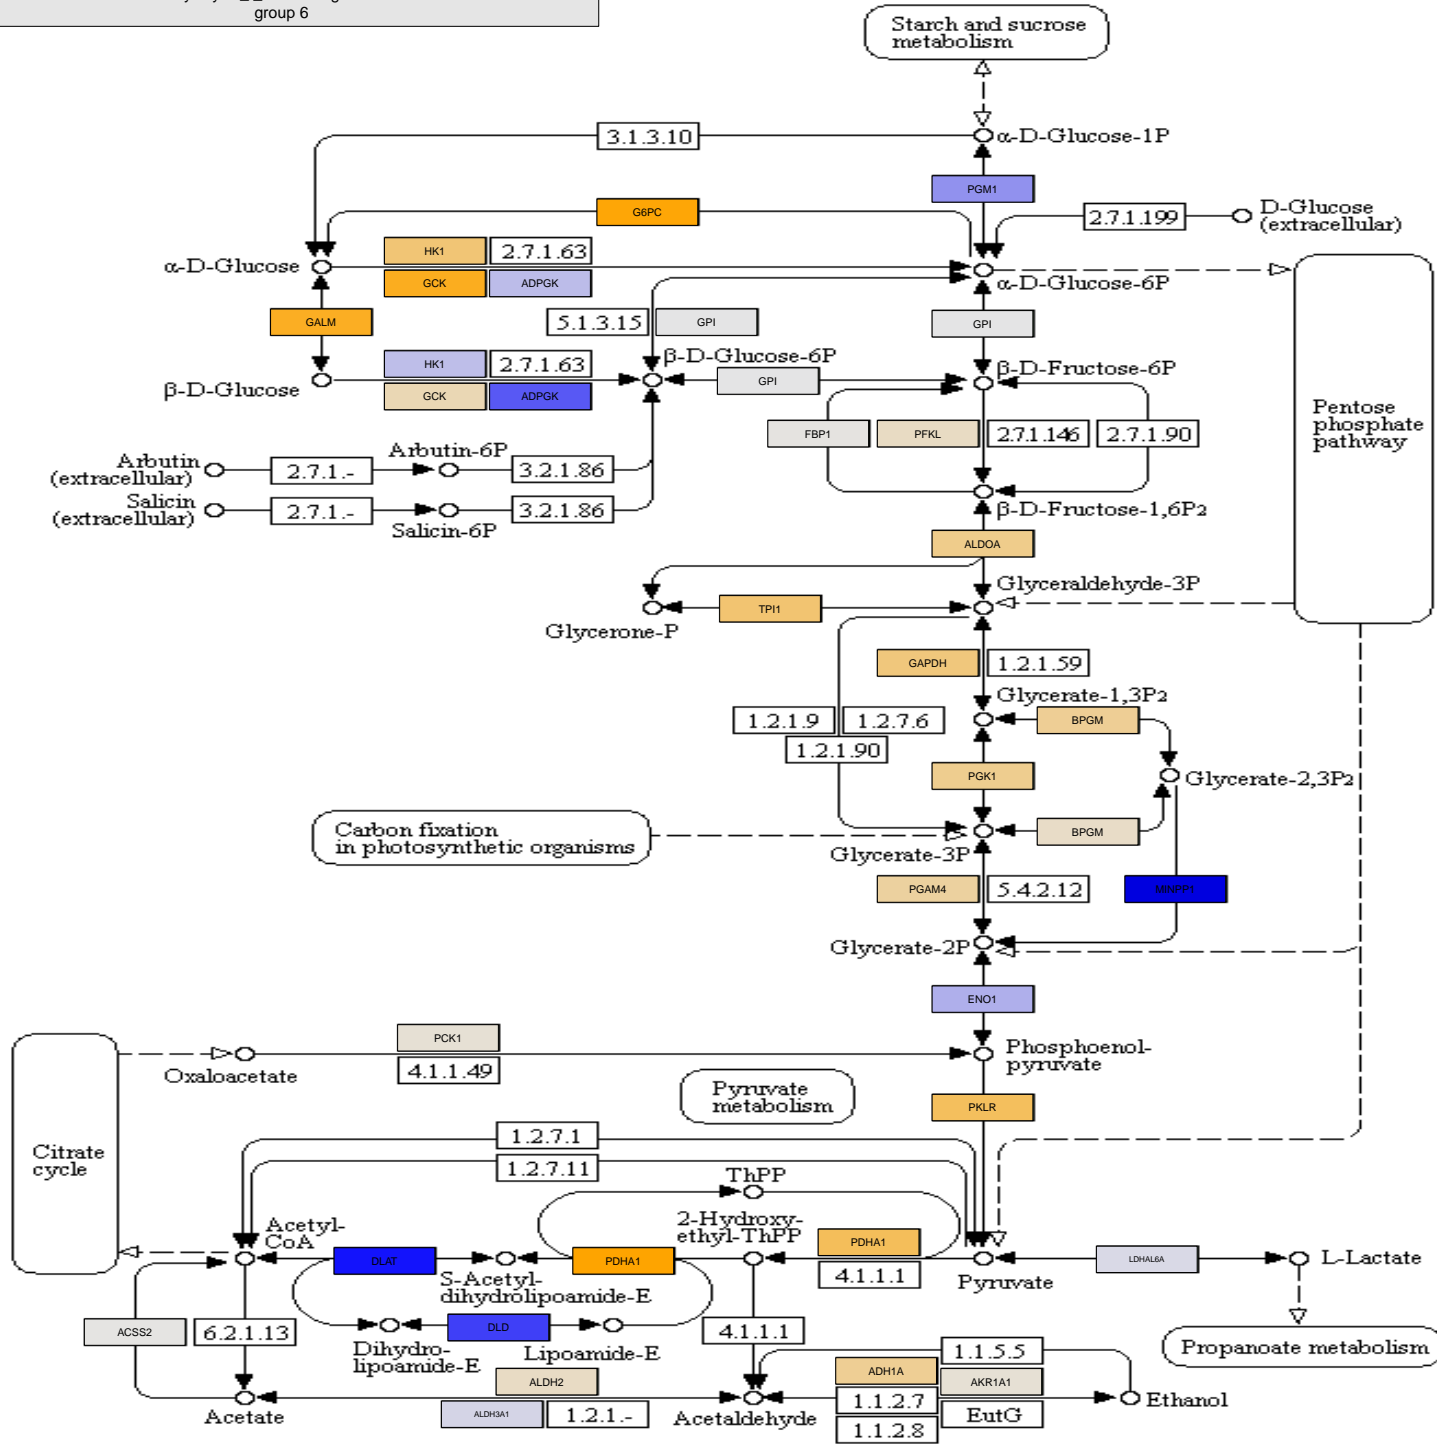 group 6
Starch and sucrose
metabolism
3.1.3.10
α-D-Glucose-1P
PGM1
G6PC
2.7.1.199
D-Glucose
(extracellular)
HK1
2.7.1.63
α-D-Glucose
GCK
ADPGK
α-D-Glucose-6P
GALM
5.1.3.15
GPI
GPI
HK1
2.7.1.63
β-D-Glucose-6P
β-D-Glucose
GCK
ADPGK
GPI
β-D-Fructose-6P
Pentose
phosphate
pathway
FBP1
PFKL
2.7.1.146
2.7.1.90
Arbutin
(extracellular)
2.7.1.-
Arbutin-6P
3.2.1.86
Salicin
(extracellular)
2.7.1.-
Salicin-6P
3.2.1.86
β-D-Fructose-1,6P2
ALDOA
Glyceraldehyde-3P
TPI1
Glycerone-P
GAPDH
1.2.1.59
Glycerate-1,3P2
1.2.1.9
1.2.7.6
BPGM
1.2.1.90
PGK1
Glycerate-2,3P2
Carbon fixation
in photosynthetic organisms
BPGM
Glycerate-3P
PGAM4
5.4.2.12
MINPP1
Glycerate-2P
ENO1
PCK1
Oxaloacetate
4.1.1.49
Phosphoenol-
pyruvate
Pyruvate
metabolism
PKLR
Citrate
cycle
1.2.7.1
1.2.7.11
ThPP
Acetyl-
CoA
2-Hydroxy-
ethyl-ThPP
PDHA1
DLAT
PDHA1
4.1.1.1
Pyruvate
LDHAL6A
L-Lactate
S-Acetyl-
dihydrolipoamide-E
ACSS2
6.2.1.13
DLD
4.1.1.1
Dihydro-
lipoamide-E
Lipoamide-E
1.1.5.5
Propanoate metabolism
ALDH2
ADH1A
AKR1A1
Acetate
ALDH3A1
1.2.1.-
Acetaldehyde
1.1.2.7
EutG
Ethanol
1.1.2.8